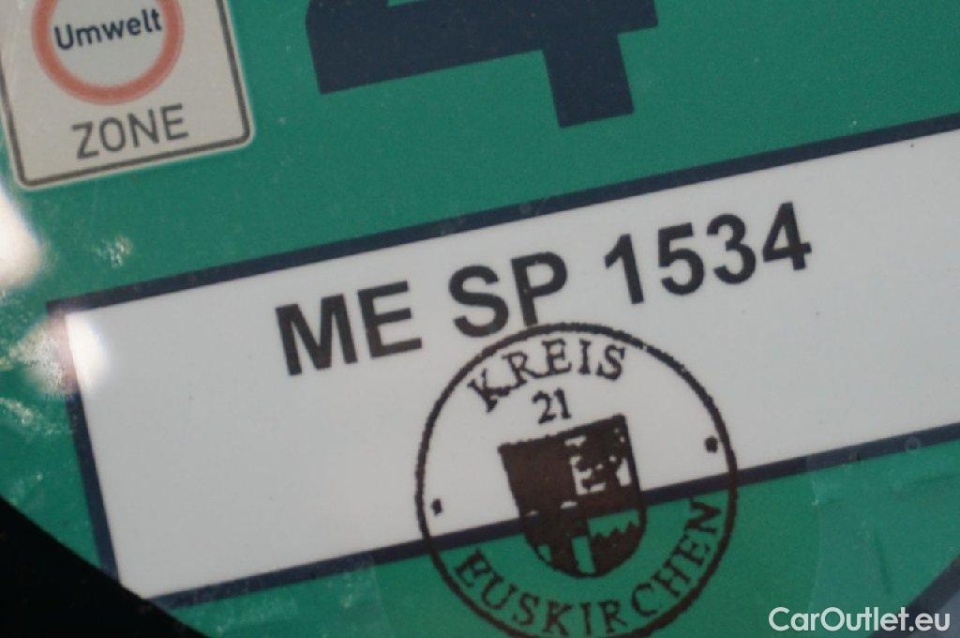 Umwelt
ZONE
4
ME SP 1534
KREIS
21
EUSKIRCHEN
CarOutlet.eu